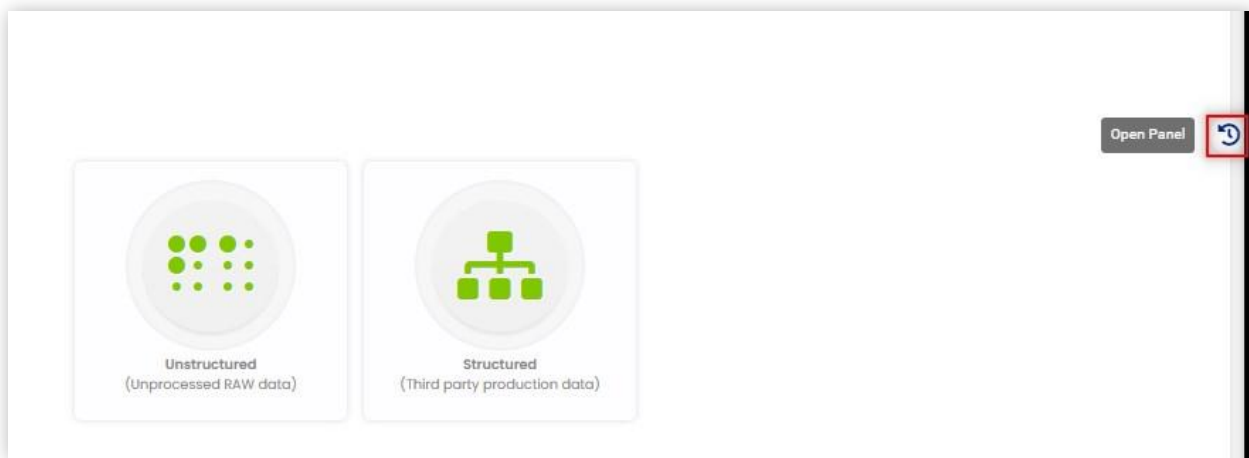 Open Panel
Unstructured
(Unprocessed RAW data)
Structured
(Third party production data)